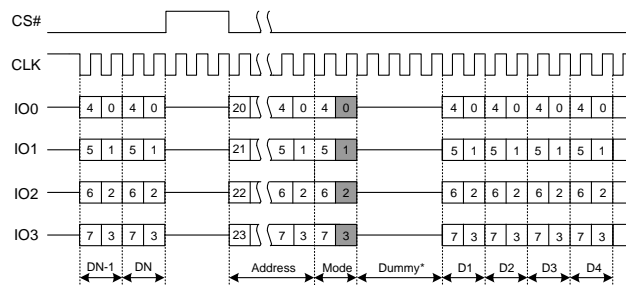 CS#
CLK
IO0 4 0 4 0 20 4 0 4 0 4 0 4 0 4 0 4 0
IO1 5 1 5 1 21 5 1 5 1 5 1 5 1 5 1 5 1
IO2 6 2 6 2 22 6 2 6 2 6 2 6 2 6 2 6 2
IO3 7 3 7 3 23 7 3 7 3 7 3 7 3 7 3 7 3
DN-1 DN Address Mode Dummy* D1 D2 D3 D4